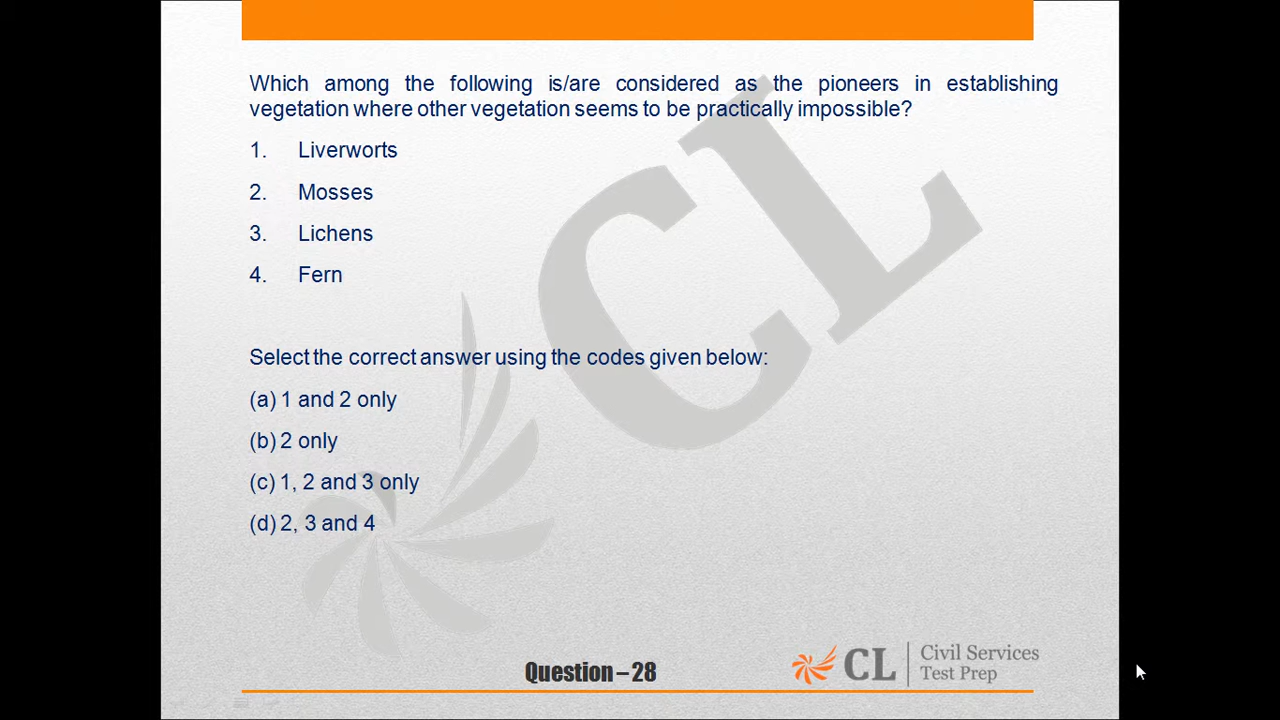 Which among the following is/are considered as the pioneers in establishing
vegetation where other vegetation seems to be practically impossible?
1. Liverworts
2. Mosses
3. Lichens
4. Fern
Select the correct answer using the codes given below:
(a) 1 and 2 only
(b) 2 only
(c) 1, 2 and 3 only
(d) 2, 3 and 4
CL
Question – 28
CL
Civil Services
Test Prep